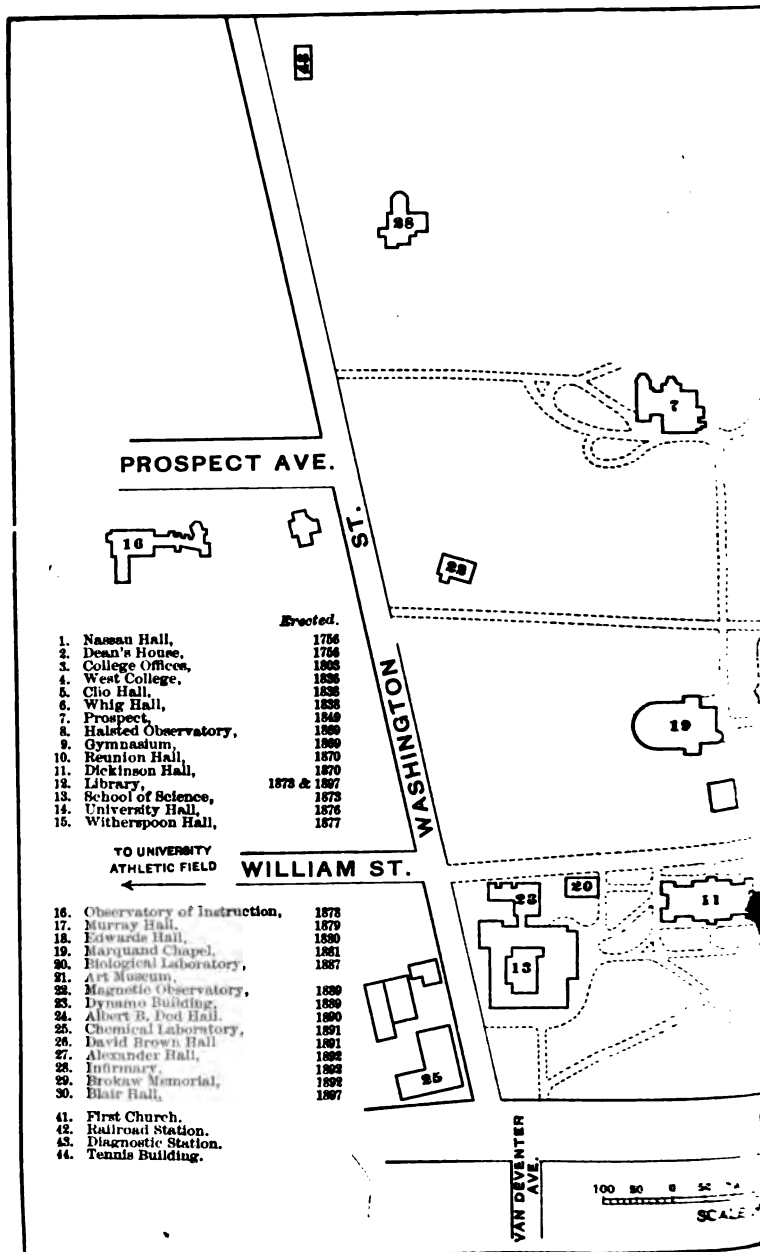 43
28
7
PROSPECT AVE.
16
ST.
22
Erected.
1. Nassau Hall, 1756
2. Dean's House, 1756
3. College Offices, 1803
4. West College, 1836
5. Clio Hall, 1838
6. Whig Hall, 1838
7. Prospect, 1849
8. Halsted Observatory, 1869
9. Gymnasium, 1869
10. Reunion Hall, 1870
11. Dickinson Hall, 1870
12. Library, 1873 & 1897
13. School of Science, 1873
14. University Hall, 1876
15. Witherspoon Hall, 1877
WASHINGTON
19
TO UNIVERSITY
ATHLETIC FIELD
WILLIAM ST.
23
20
11
13
16. Observatory of Instruction, 1878
17. Murray Hall, 1879
18. Edwards Hall, 1880
19. Marquand Chapel, 1881
20. Biological Laboratory, 1887
21. Art Museum,
22. Magnetic Observatory, 1889
23. Dynamo Building, 1889
24. Albert B. Dod Hall. 1890
25. Chemical Laboratory, 1891
26. David Brown Hall 1891
27. Alexander Hall, 1892
28. Infirmary, 1892
29. Brokaw Memorial, 1892
30. Blair Hall, 1897
25
41. First Church.
42. Railroad Station.
43. Diagnostic Station.
44. Tennis Building.
VAN DEVENTER
AVE.
100 50 0 50
SCALE